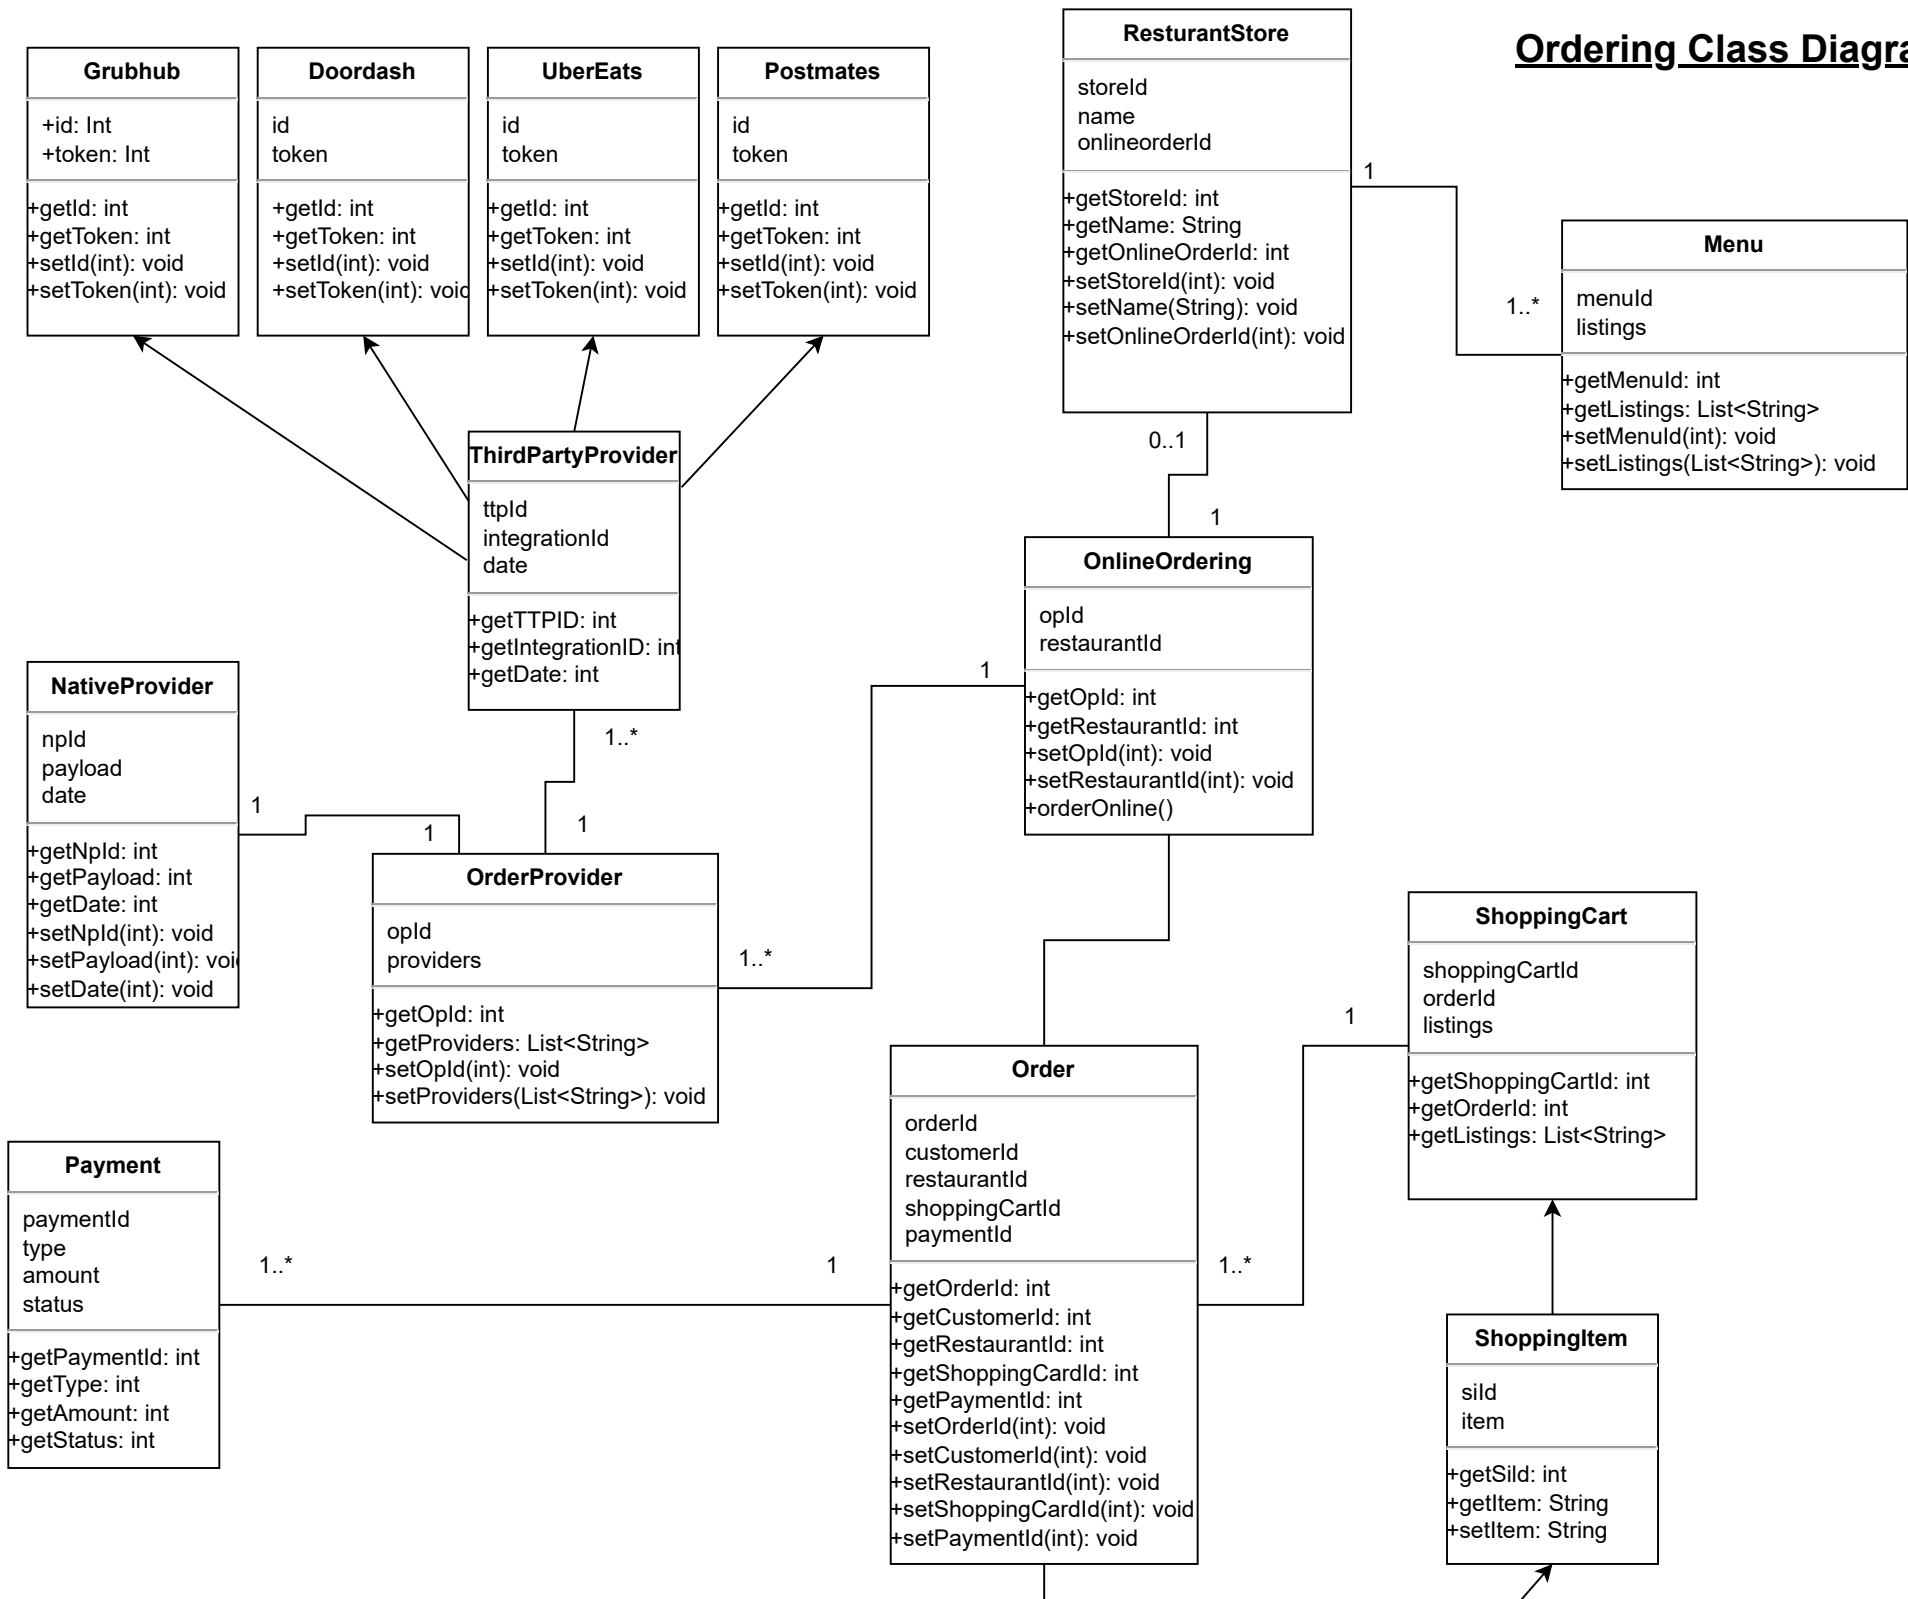 Ordering Class Diagra
Grubhub
+id: Int
+token: Int
+getId: int
+getToken: int
+setId(int): void
+setToken(int): void
Doordash
id
token
+getId: int
+getToken: int
+setId(int): void
+setToken(int): void
UberEats
id
token
+getId: int
+getToken: int
+setId(int): void
+setToken(int): void
Postmates
id
token
+getId: int
+getToken: int
+setId(int): void
+setToken(int): void
ResturantStore
storeId
name
onlineorderId
+getStoreId: int
+getName: String
+getOnlineOrderId: int
+setStoreId(int): void
+setName(String): void
+setOnlineOrderId(int): void
1
1..*
Menu
menuId
listings
+getMenuId: int
+getListings: List<String>
+setMenuId(int): void
+setListings(List<String>): void
0..1
1
ThirdPartyProvider
ttpId
integrationId
date
+getTTPID: int
+getIntegrationID: int
+getDate: int
1..*
1
OnlineOrdering
opId
restaurantId
+getOpId: int
+getRestaurantId: int
+setOpId(int): void
+setRestaurantId(int): void
+orderOnline()
1
1..*
NativeProvider
npId
payload
date
+getNpId: int
+getPayload: int
+getDate: int
+setNpId(int): void
+setPayload(int): void
+setDate(int): void
1
1
OrderProvider
opId
providers
+getOpId: int
+getProviders: List<String>
+setOpId(int): void
+setProviders(List<String>): void
ShoppingCart
shoppingCartId
orderId
listings
+getShoppingCartId: int
+getOrderId: int
+getListings: List<String>
1
1..*
Order
orderId
customerId
restaurantId
shoppingCartId
paymentId
+getOrderId: int
+getCustomerId: int
+getRestaurantId: int
+getShoppingCardId: int
+getPaymentId: int
+setOrderId(int): void
+setCustomerId(int): void
+setRestaurantId(int): void
+setShoppingCardId(int): void
+setPaymentId(int): void
Payment
paymentId
type
amount
status
+getPaymentId: int
+getType: int
+getAmount: int
+getStatus: int
1..*
1
ShoppingItem
siId
item
+getSiId: int
+getItem: String
+setItem: String